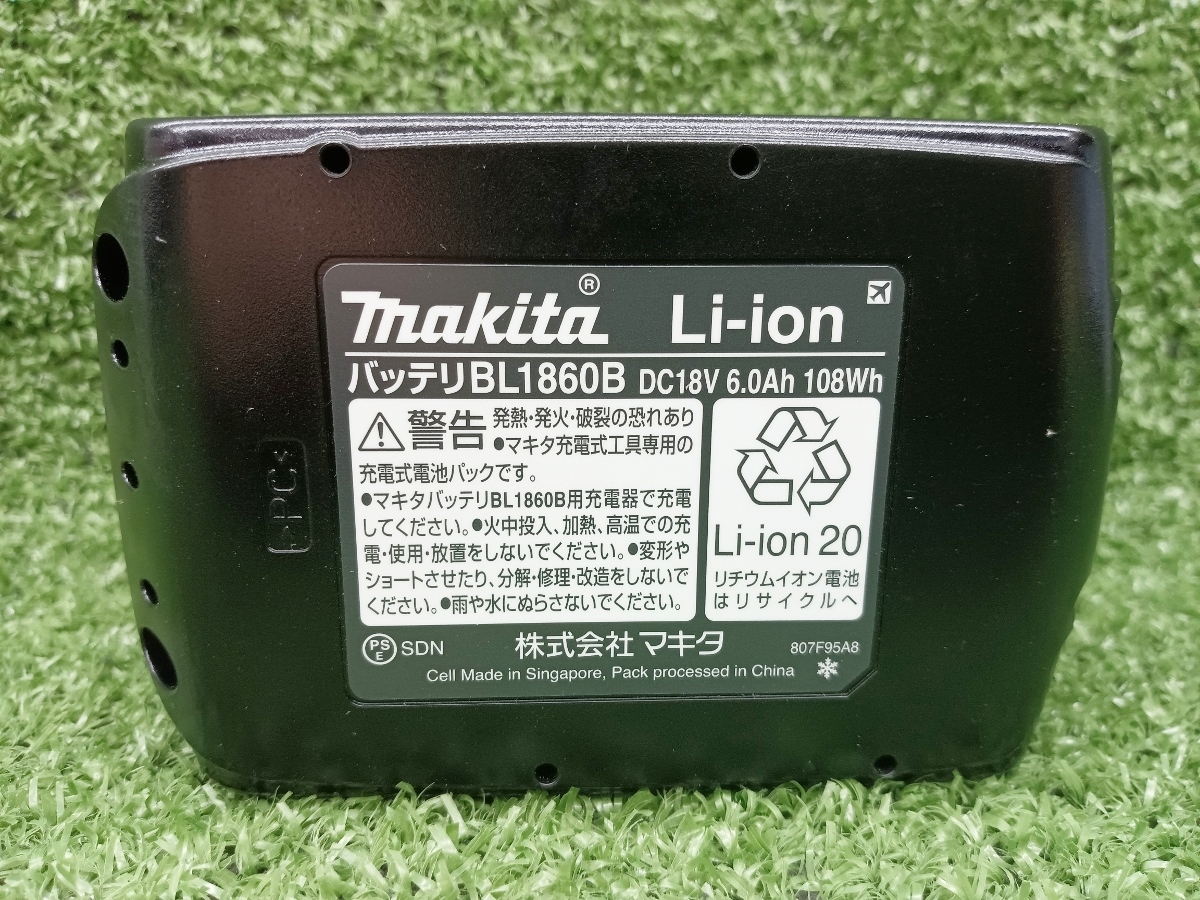 makita® Li-ion
バッテリBL1860B DC18V 6.0Ah 108Wh
警告 発熱・発火・破裂の恐れあり
●マキタ充電式工具専用の
充電式電池パックです。
●マキタバッテリBL1860B用充電器で充電
してください。●火中投入、加熱、高温での充
電・使用・放置をしないでください。●変形や
ショートさせたり、分解・修理・改造をしないで
ください。●雨や水にぬらさないでください。
Li-ion 20
リチウムイオン電池
はリサイクルへ
PSE SDN 株式会社 マキタ 807F95A8
Cell Made in Singapore, Pack processed in China
>PC<